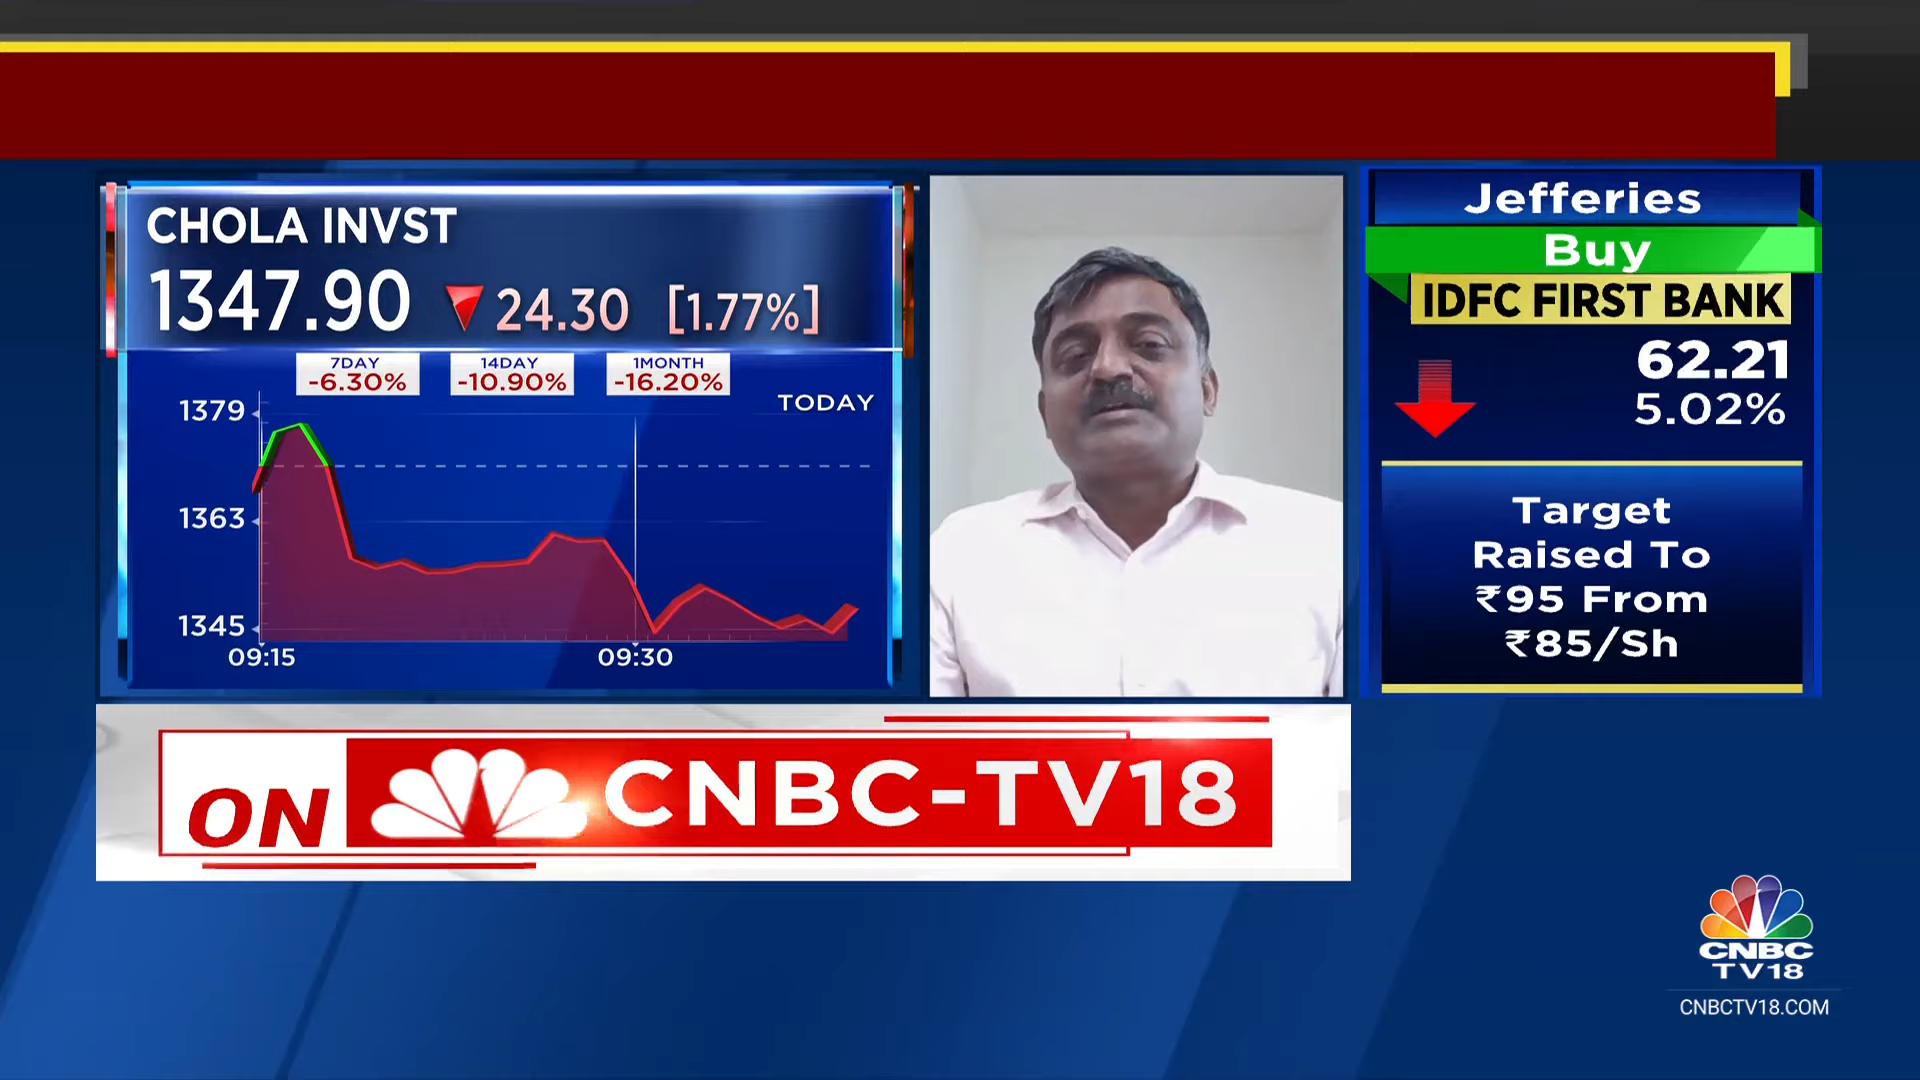 CHOLA INVST
1347.90 24.30 [1.77%]
7DAY 14DAY 1MONTH
-6.30% -10.90% -16.20%
TODAY
1379
1363
1345
09:15 09:30
Jefferies
Buy
IDFC FIRST BANK
62.21
5.02%
Target
Raised To
₹95 From
₹85/Sh
ON CNBC-TV18
CNBC
TV18
CNBCTV18.COM